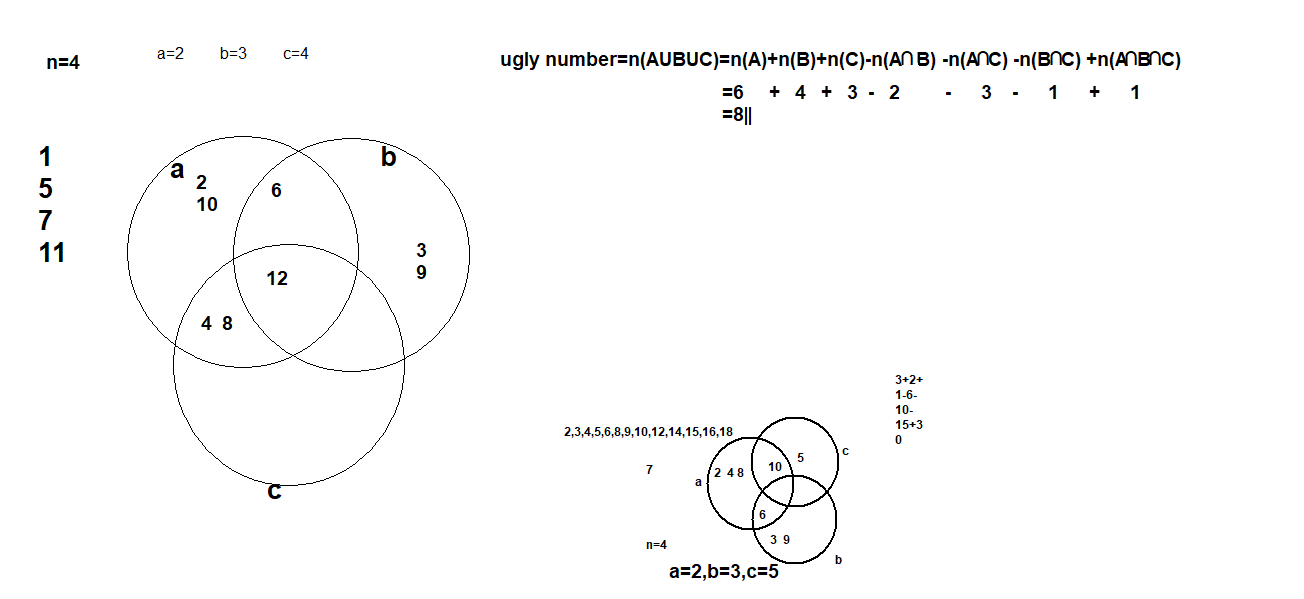 n=4
a=2 b=3 c=4
ugly number=n(AUBUC)=n(A)+n(B)+n(C)-n(A∩B) -n(A∩C) -n(B∩C) +n(A∩B∩C)
=6 + 4 + 3 - 2 - 3 - 1 + 1
=8||
1
5
7
11
a
2
10
6
b
3
9
12
4 8
c
3+2+
1-6-
10-
15+3
0
2,3,4,5,6,8,9,10,12,14,15,16,18
7
a
2 4 8
10
5
c
6
3 9
b
n=4
a=2,b=3,c=5